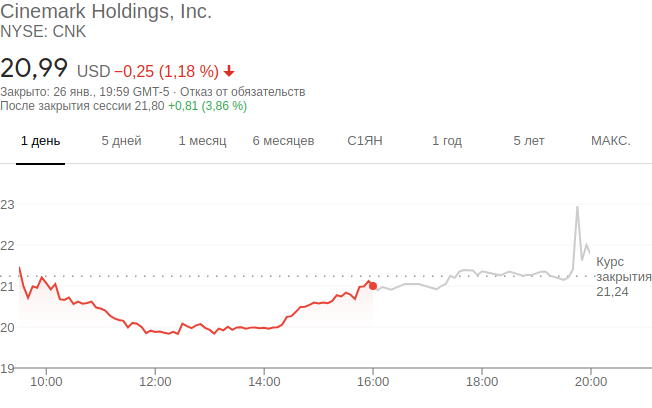 Cinemark Holdings, Inc.
NYSE: CNK
20,99 USD −0,25 (1,18 %)
Закрыто: 26 янв., 19:59 GMT-5 · Отказ от обязательств
После закрытия сессии 21,80 +0,81 (3,86 %)
1 день 5 дней 1 месяц 6 месяцев С1ЯН 1 год 5 лет МАКС.
23
22
21
20
19
Курс
закрытия
21,24
10:00 12:00 14:00 16:00 18:00 20:00